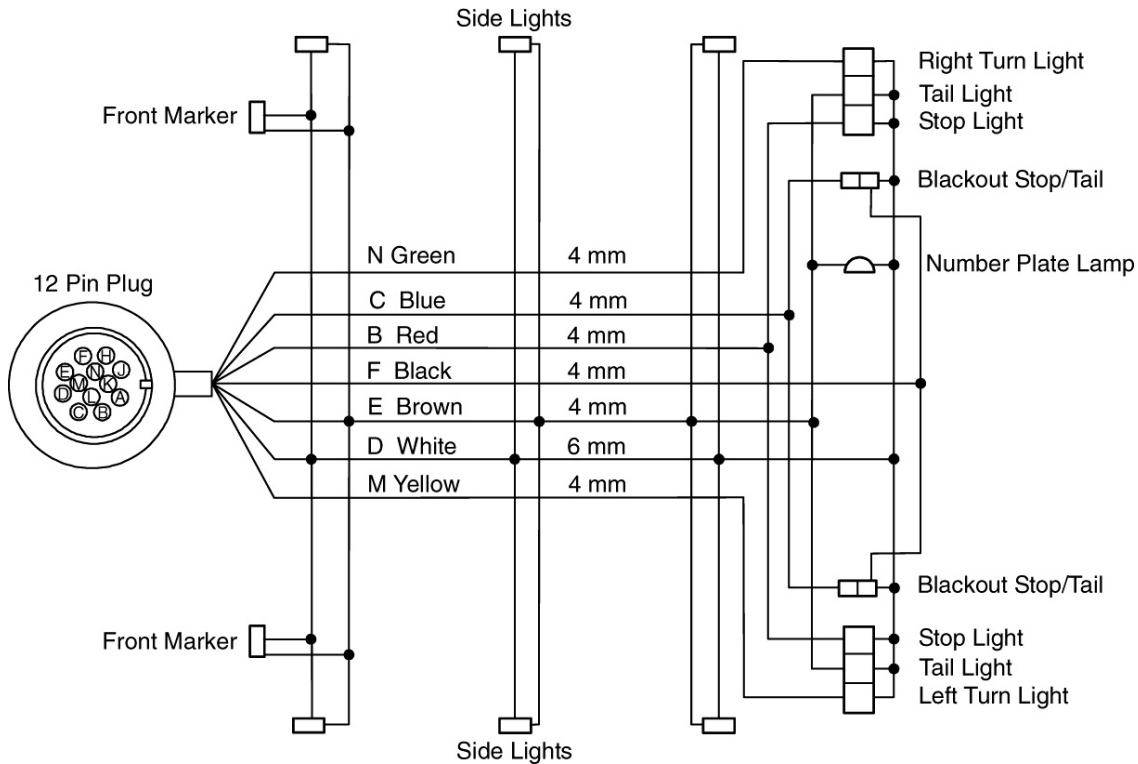 Side Lights
Right Turn Light
Tail Light
Front Marker
Stop Light
Blackout Stop/Tail
N Green 4 mm
Number Plate Lamp
12 Pin Plug
C Blue 4 mm
B Red 4 mm
F H
E N J
F Black 4 mm
M K
D L A
C B
E Brown 4 mm
D White 6 mm
M Yellow 4 mm
Blackout Stop/Tail
Front Marker
Stop Light
Tail Light
Left Turn Light
Side Lights